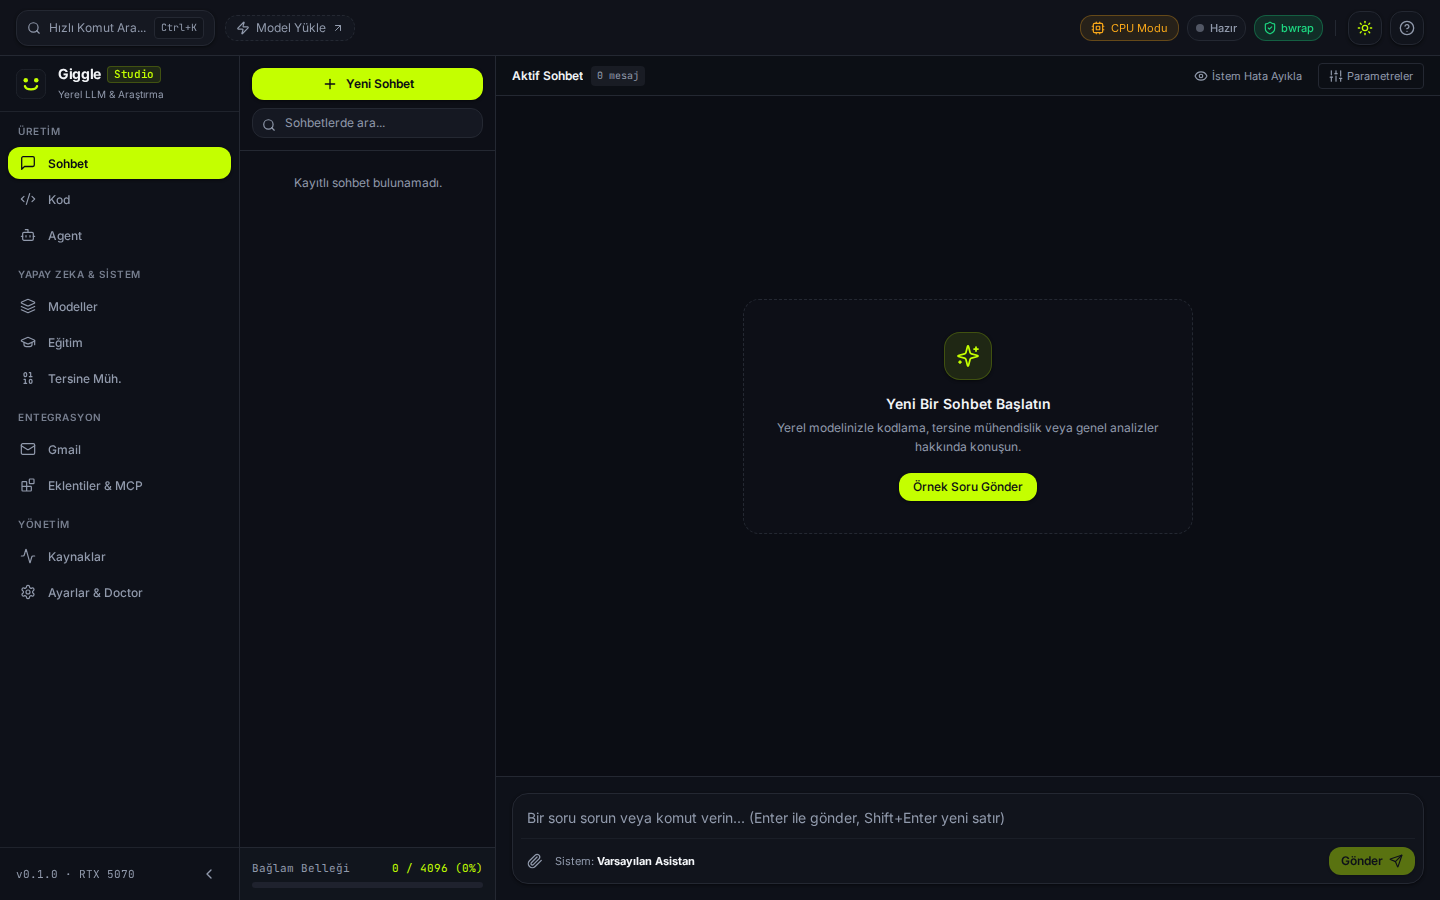 Hızlı Komut Ara... Ctrl+K
Model Yükle
CPU Modu
Hazır
bwrap
Giggle Studio
Yerel LLM & Araştırma
ÜRETİM
Sohbet
Kod
Agent
YAPAY ZEKA & SİSTEM
Modeller
Eğitim
Tersine Müh.
ENTEGRASYON
Gmail
Eklentiler & MCP
YÖNETİM
Kaynaklar
Ayarlar & Doctor
v0.1.0 · RTX 5070
Yeni Sohbet
Sohbetlerde ara...
Kayıtlı sohbet bulunamadı.
Bağlam Belleği 0 / 4096 (0%)
Aktif Sohbet 0 mesaj
İstem Hata Ayıkla
Parametreler
Yeni Bir Sohbet Başlatın
Yerel modelinizle kodlama, tersine mühendislik veya genel analizler
hakkında konuşun.
Örnek Soru Gönder
Bir soru sorun veya komut verin... (Enter ile gönder, Shift+Enter yeni satır)
Sistem: Varsayılan Asistan
Gönder